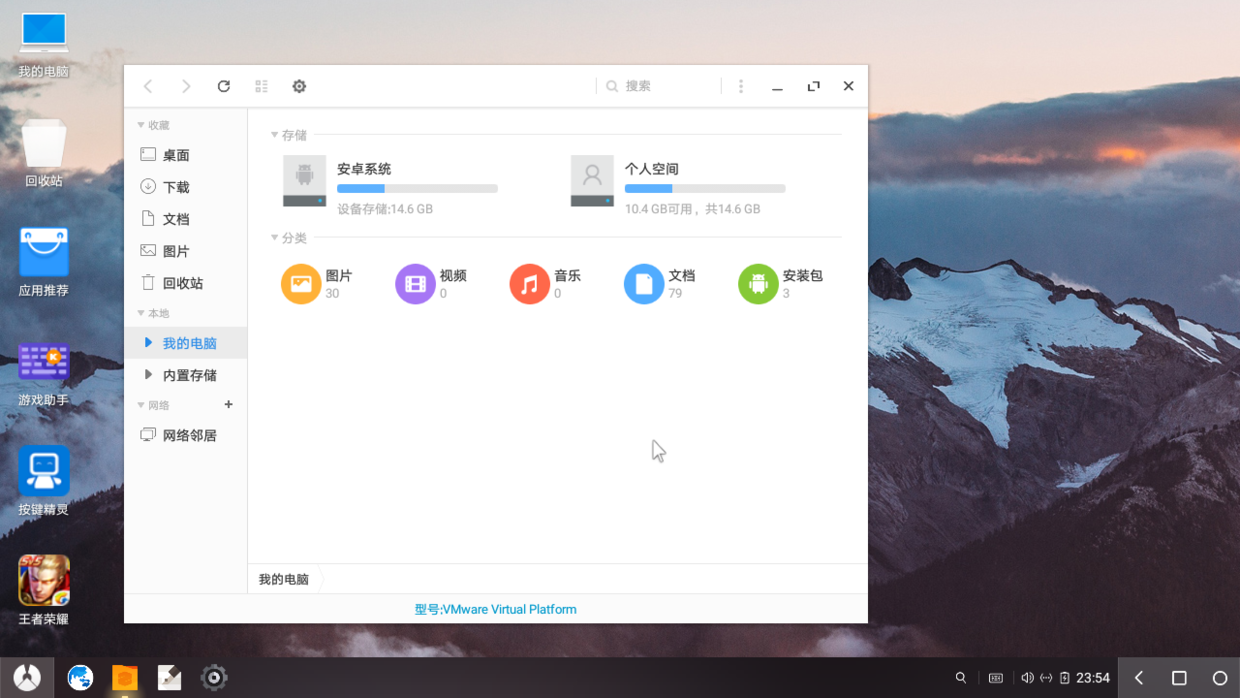 我的电脑
回收站
应用推荐
游戏助手
按键精灵
王者荣耀
搜索
收藏
桌面
下载
文档
图片
回收站
本地
我的电脑
内置存储
网络
网络邻居
存储
安卓系统
设备存储:14.6 GB
个人空间
10.4 GB可用，共14.6 GB
分类
图片
30
视频
0
音乐
0
文档
79
安装包
3
我的电脑
型号:VMware Virtual Platform
23:54